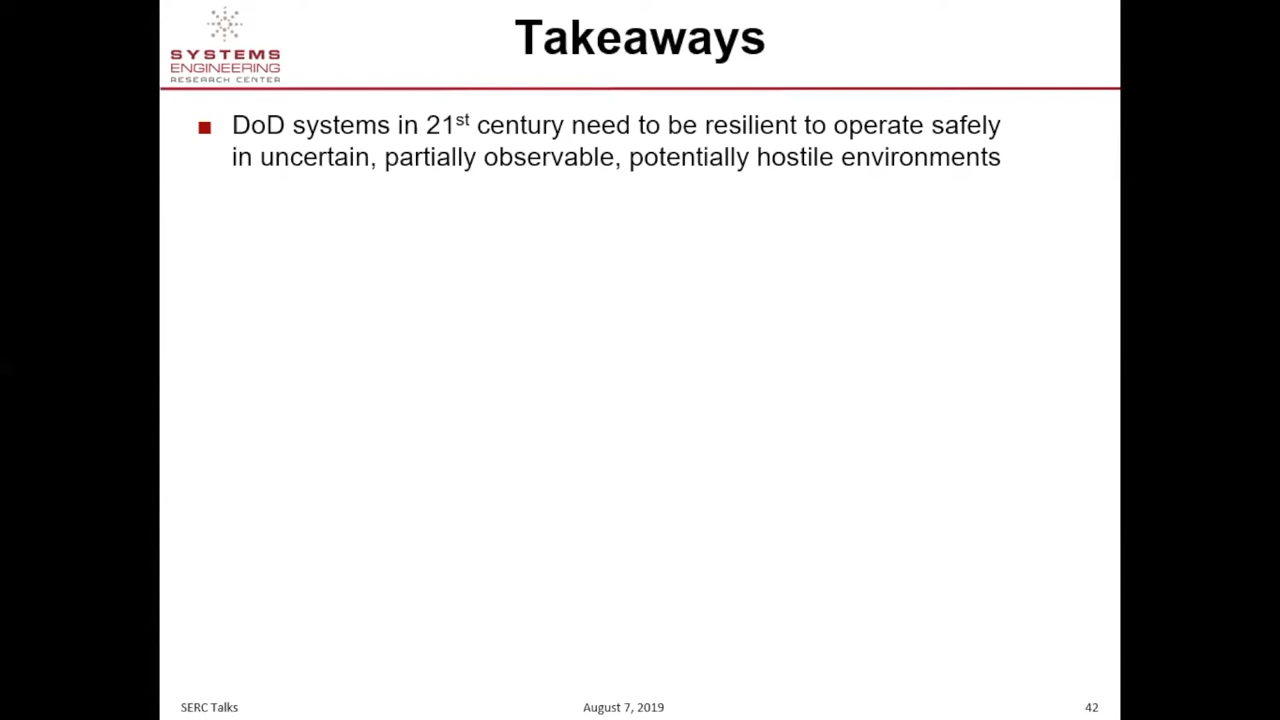 SYSTEMS
ENGINEERING
RESEARCH CENTER
Takeaways
■ DoD systems in 21st century need to be resilient to operate safely
in uncertain, partially observable, potentially hostile environments
SERC Talks
August 7, 2019
42